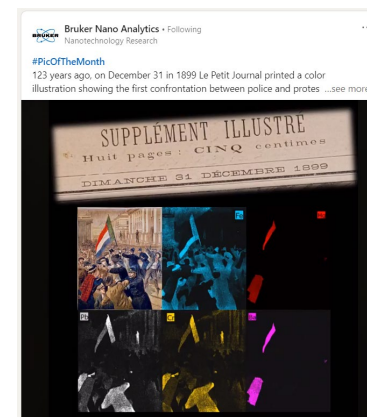 BRUKER
Bruker Nano Analytics • Following
Nanotechnology Research
#PicOfTheMonth
123 years ago, on December 31 in 1899 Le Petit Journal printed a color
illustration showing the first confrontation between police and protes ...see more
SUPPLÉMENT ILLUSTRE
Huit pages: CINQ centimes
DIMANCHE 31 DÉCEMBRE 1899
Fe
Pb
Cr